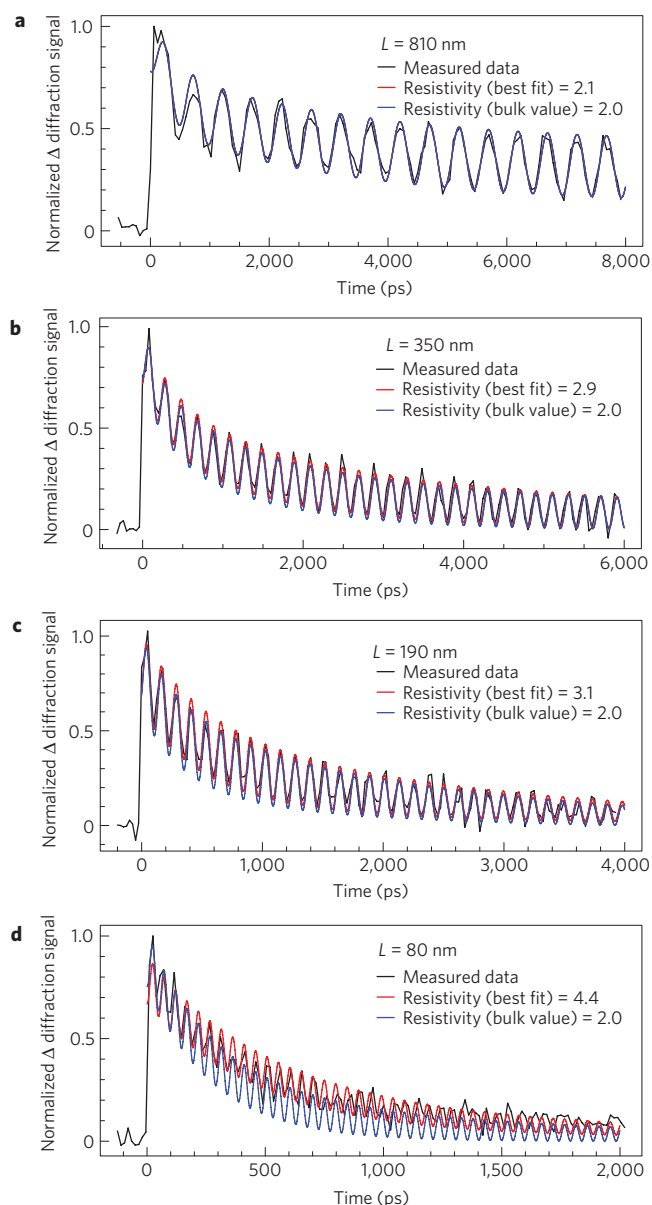 a
Normalized Δ diffraction signal
1.0
0.5
0
L = 810 nm
Measured data
Resistivity (best fit) = 2.1
Resistivity (bulk value) = 2.0
0 2,000 4,000 6,000 8,000
Time (ps)
b
Normalized Δ diffraction signal
1.0
0.5
0
L = 350 nm
Measured data
Resistivity (best fit) = 2.9
Resistivity (bulk value) = 2.0
0 2,000 4,000 6,000
Time (ps)
c
Normalized Δ diffraction signal
1.0
0.5
0
L = 190 nm
Measured data
Resistivity (best fit) = 3.1
Resistivity (bulk value) = 2.0
0 1,000 2,000 3,000 4,000
Time (ps)
d
Normalized Δ diffraction signal
1.0
0.5
0
L = 80 nm
Measured data
Resistivity (best fit) = 4.4
Resistivity (bulk value) = 2.0
0 500 1,000 1,500 2,000
Time (ps)